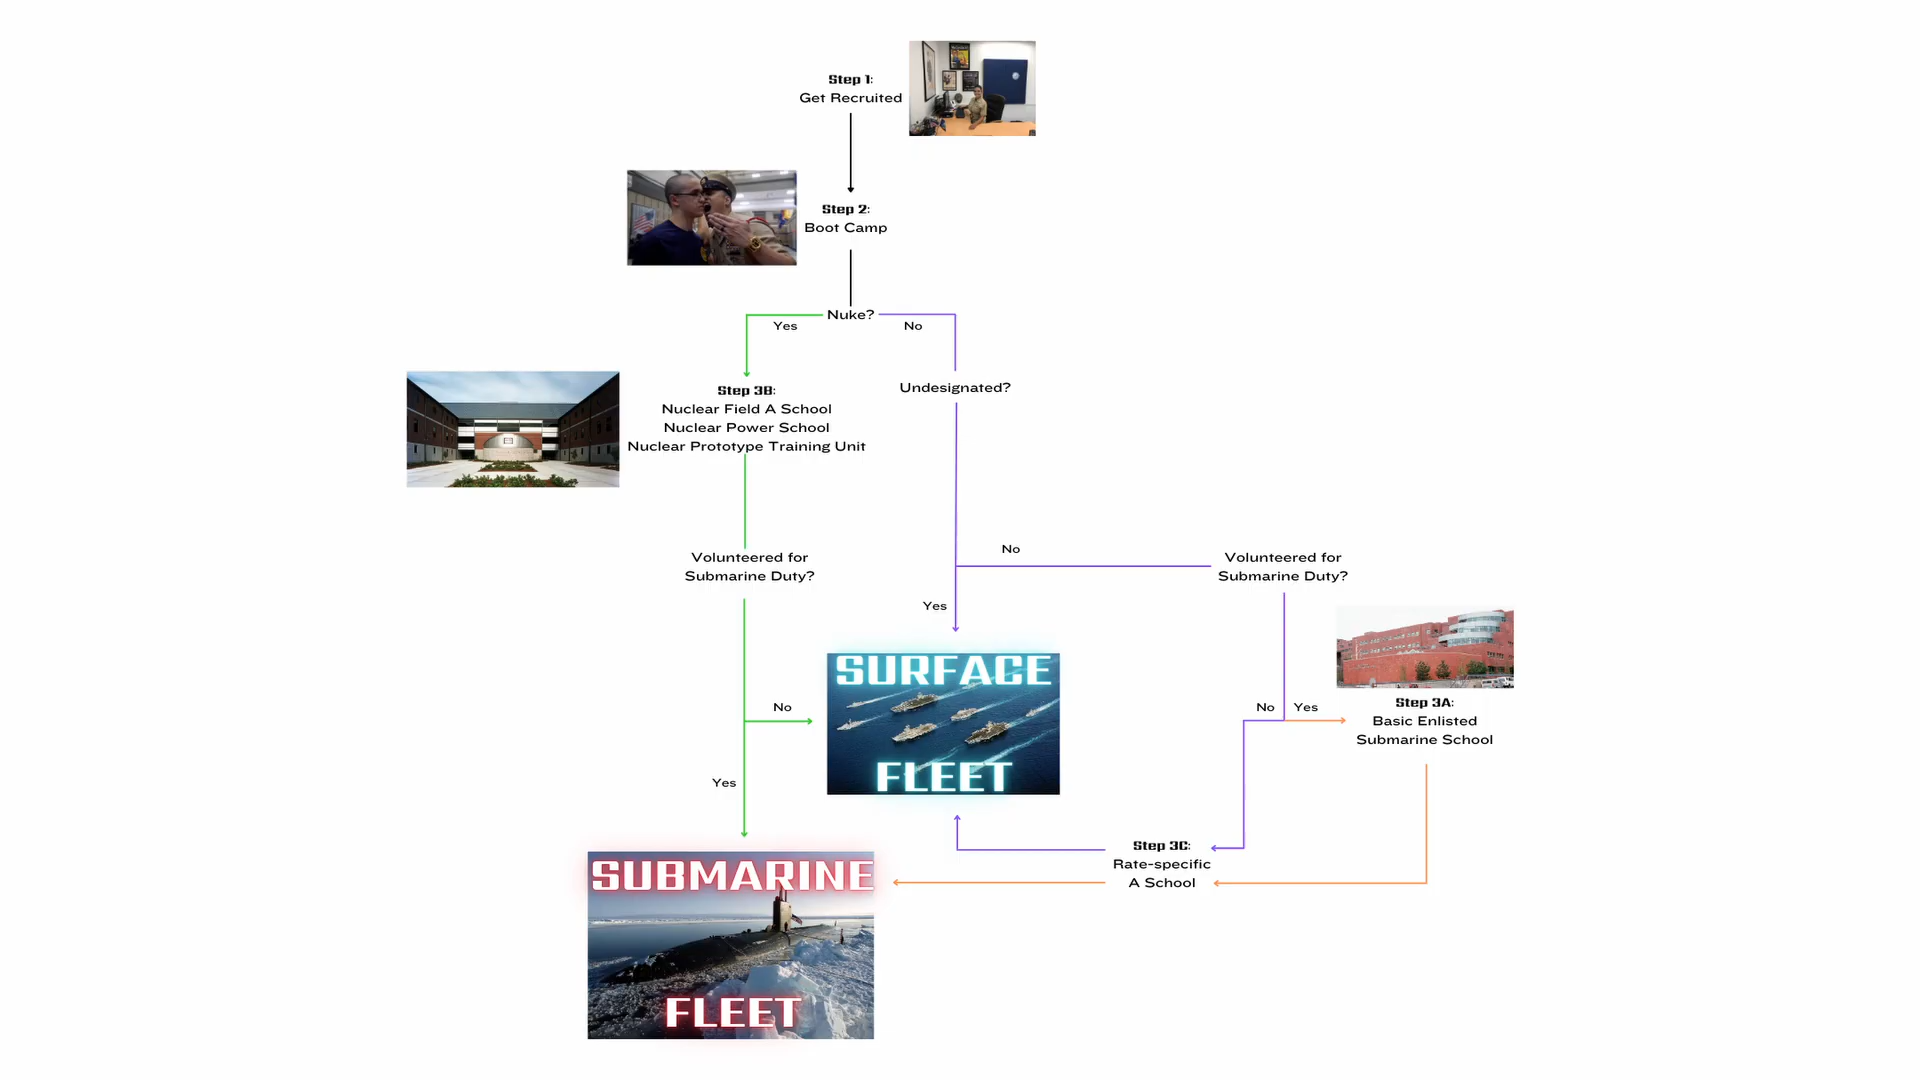 Step 1:
Get Recruited
Step 2:
Boot Camp
Nuke?
Yes
No
Step 3B:
Nuclear Field A School
Nuclear Power School
Nuclear Prototype Training Unit
Undesignated?
Volunteered for
Submarine Duty?
No
Yes
Volunteered for
Submarine Duty?
No
Yes
SURFACE
FLEET
No
Yes
Step 3A:
Basic Enlisted
Submarine School
Step 3C:
Rate-specific
A School
SUBMARINE
FLEET